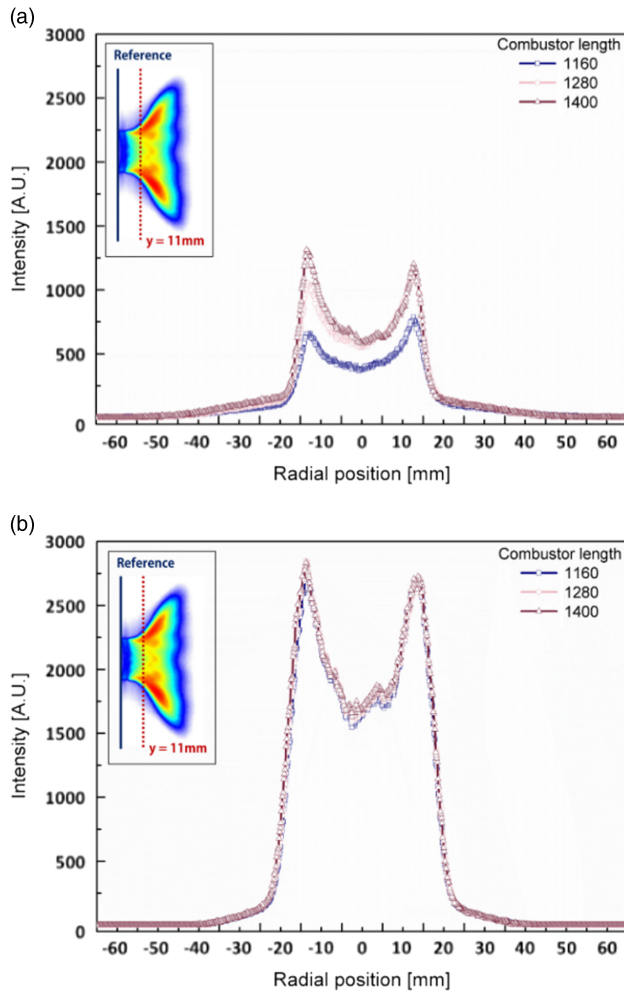 (a)
3000
2500
2000
1500
1000
500
0
Intensity [A.U.]
Reference
y = 11mm
Combustor length
1160
1280
1400
-60 -50 -40 -30 -20 -10 0 10 20 30 40 50 60
Radial position [mm]
(b)
3000
2500
2000
1500
1000
500
0
Intensity [A.U.]
Reference
y = 11mm
Combustor length
1160
1280
1400
-60 -50 -40 -30 -20 -10 0 10 20 30 40 50 60
Radial position [mm]